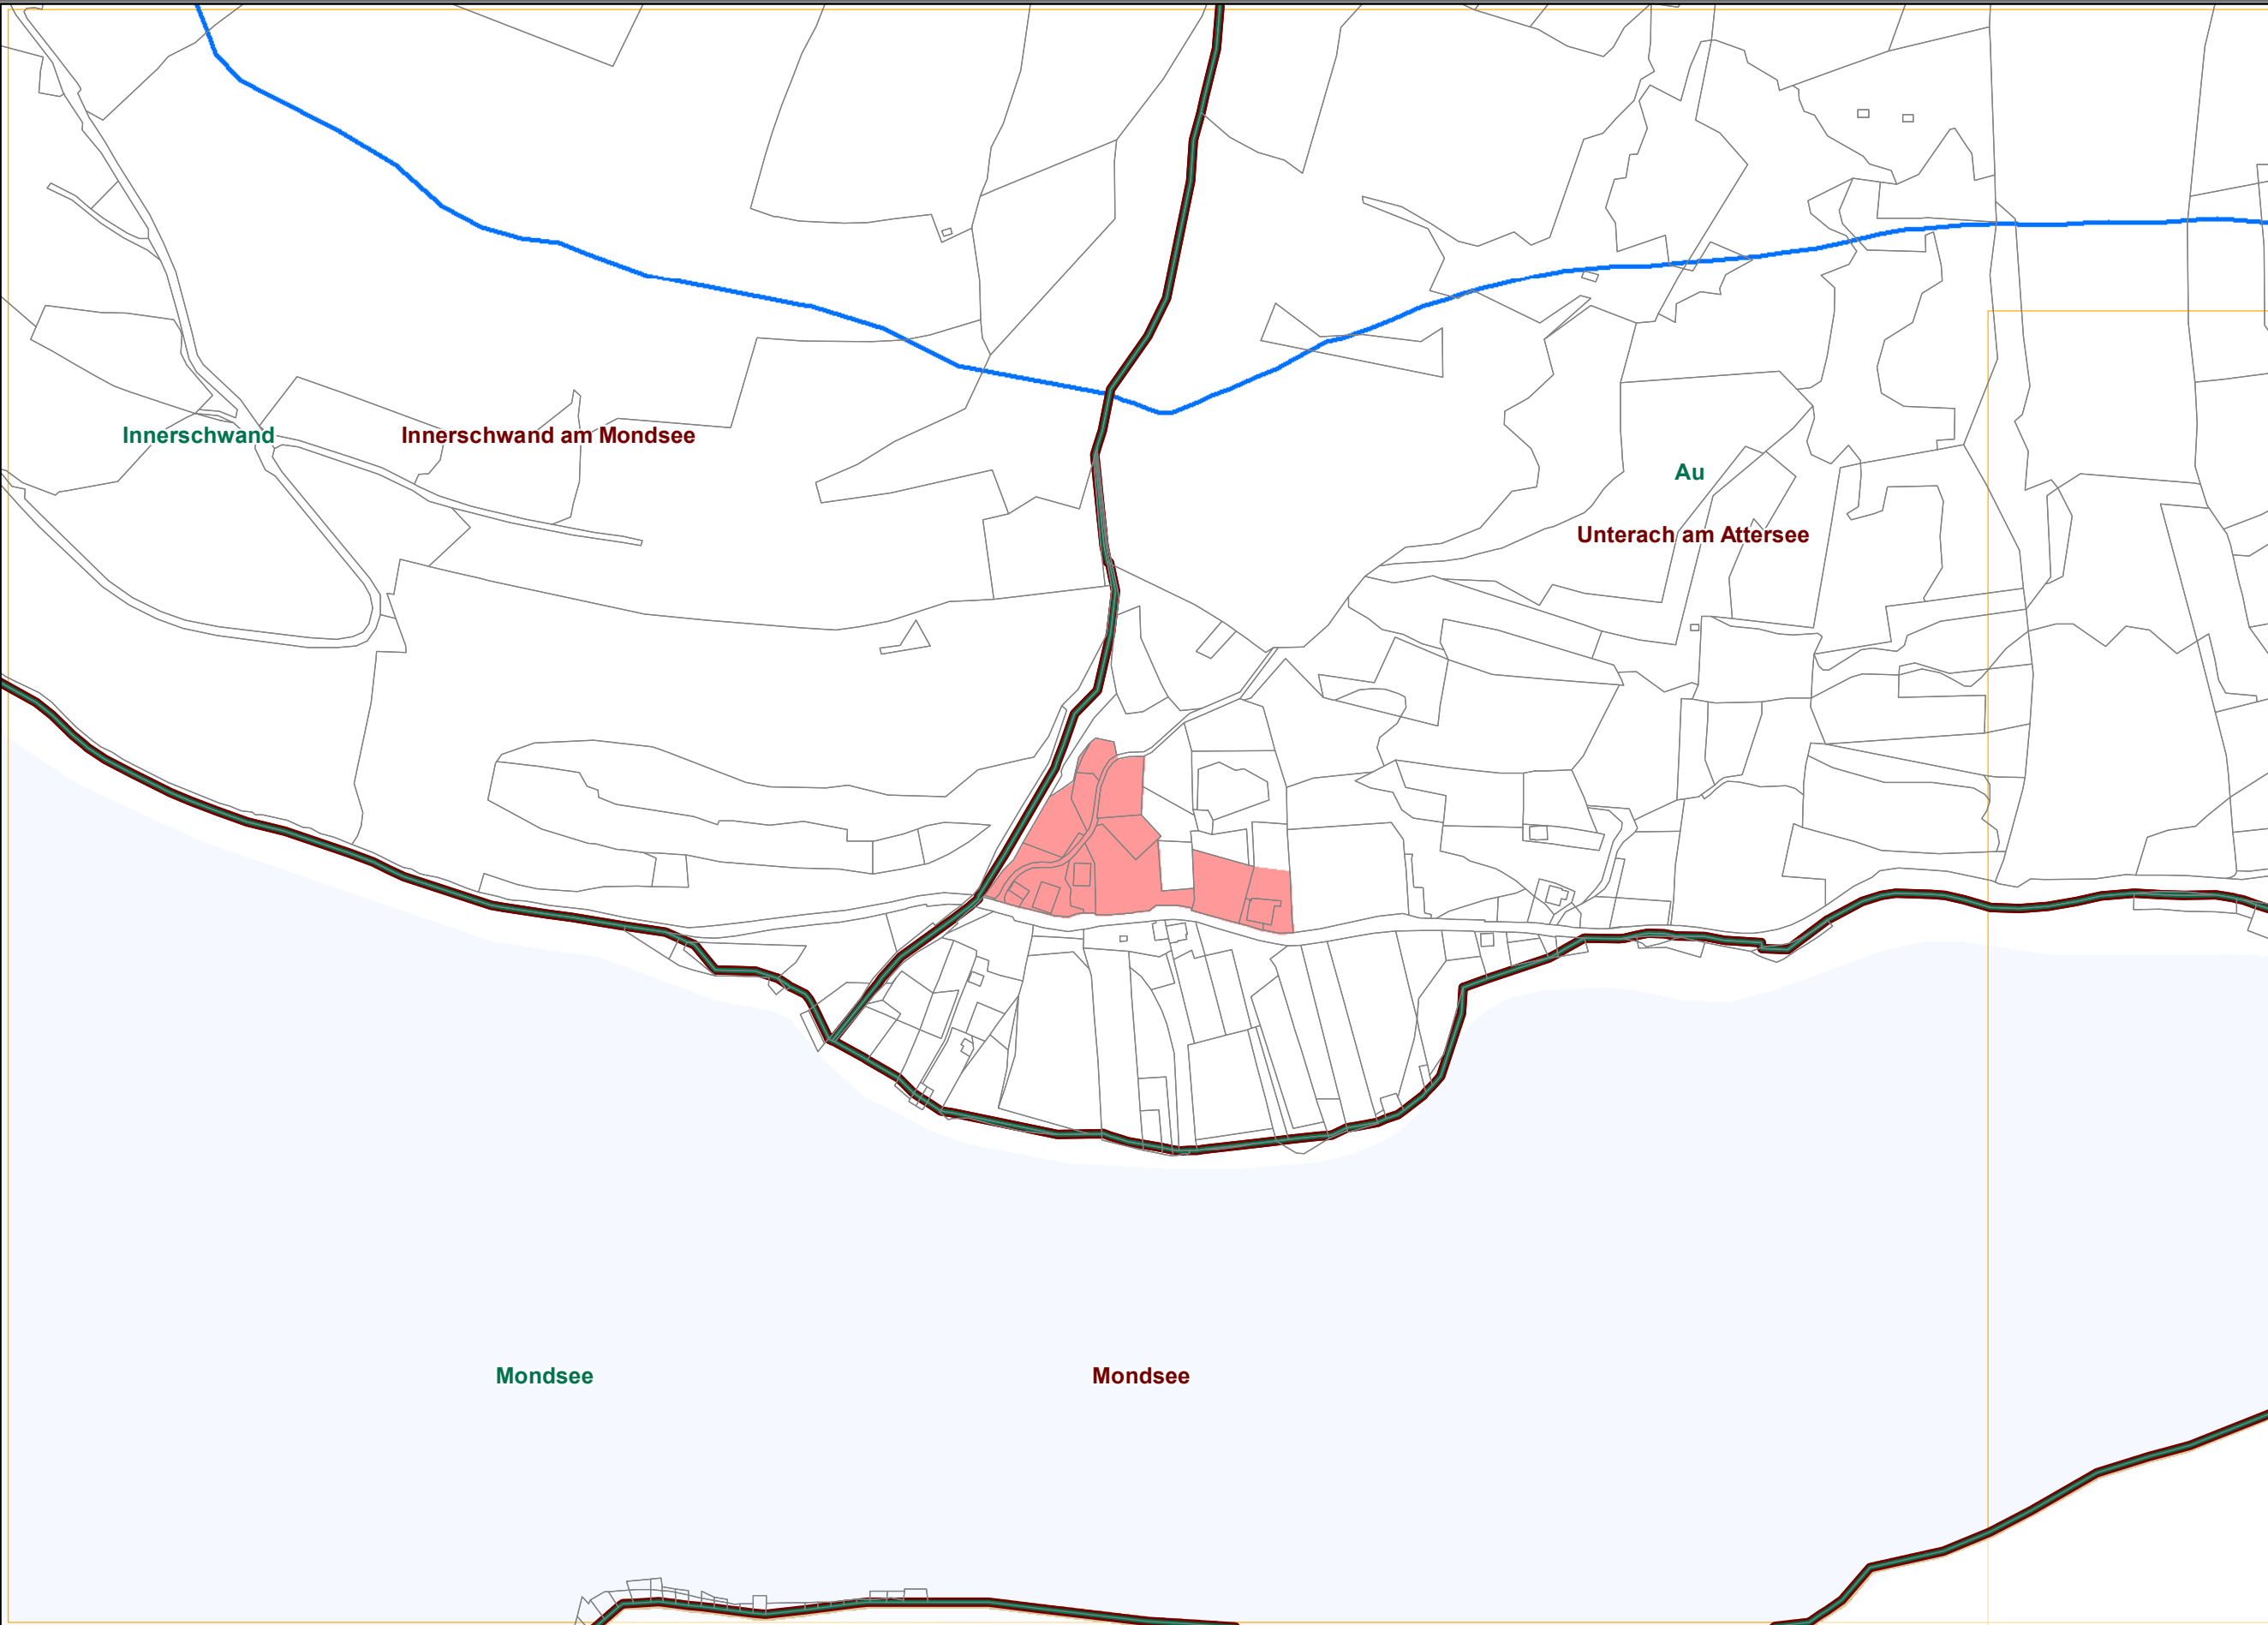 Innerschwand
Innerschwand am Mondsee
Au
Unterach am Attersee
Mondsee
Mondsee